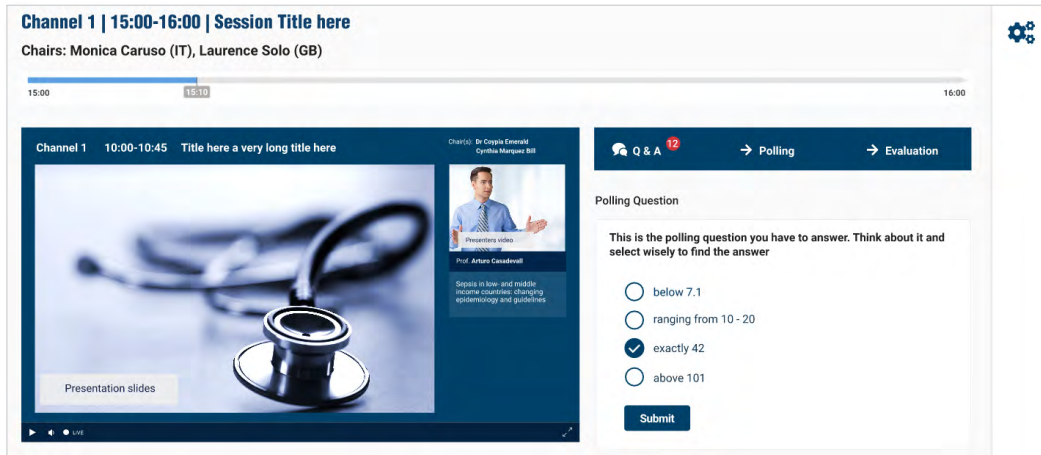 Channel 1 | 15:00-16:00 | Session Title here
Chairs: Monica Caruso (IT), Laurence Solo (GB)
15:00
15:10
16:00
Channel 1 10:00-10:45 Title here a very long title here
Chair(s): Dr Coypia Emerald
Cynthia Marquez Bill
Presenters video
Prof. Arturo Casadevall
Sepsis in low- and middle
income countries: changing
epidemiology and guidelines
Presentation slides
LIVE
Q & A 12
Polling
Evaluation
Polling Question
This is the polling question you have to answer. Think about it and
select wisely to find the answer
below 7.1
ranging from 10 - 20
exactly 42
above 101
Submit